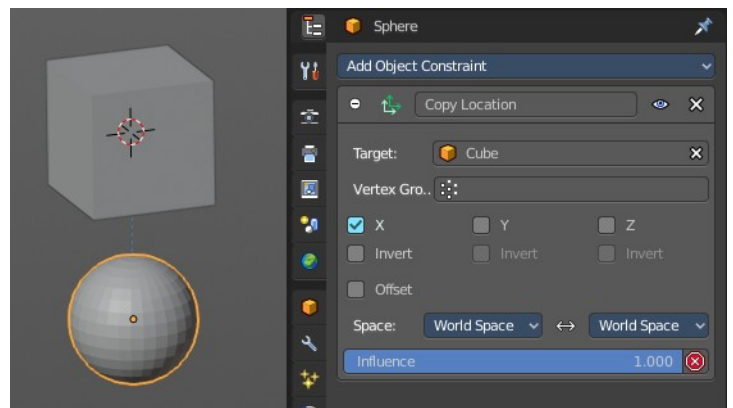 Sphere
Add Object Constraint
Copy Location
Target: Cube
Vertex Gro..
X Y Z
Invert Invert Invert
Offset
Space: World Space World Space
Influence 1.000